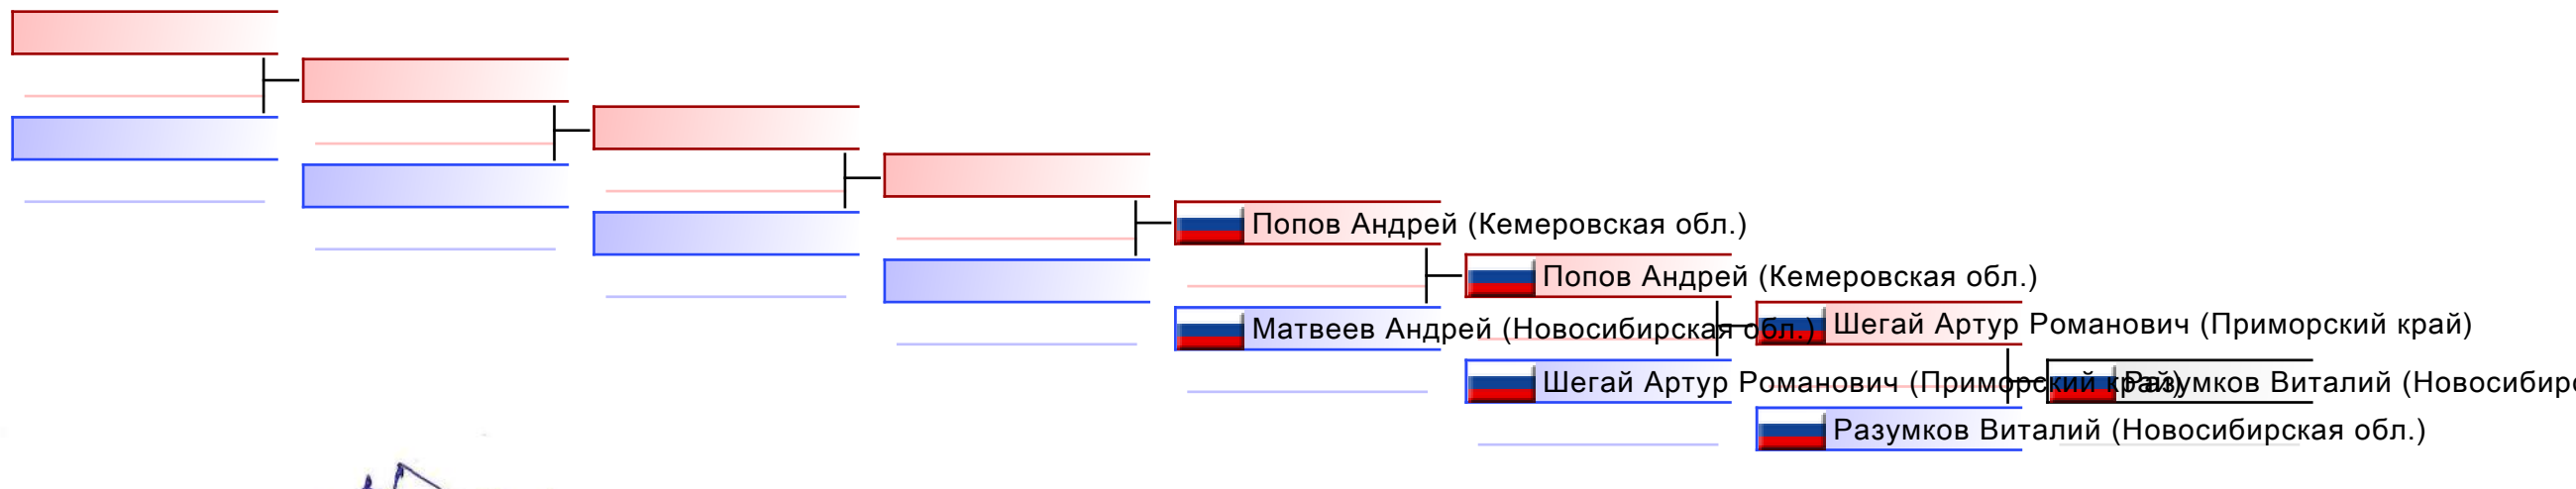 Попов Андрей (Кемеровская обл.)
Попов Андрей (Кемеровская обл.)
Матвеев Андрей (Новосибирская обл.)
Шегай Артур Романович (Приморский край)
Шегай Артур Романович (Приморский край)
Разумков Виталий (Новосибирс
Разумков Виталий (Новосибирская обл.)